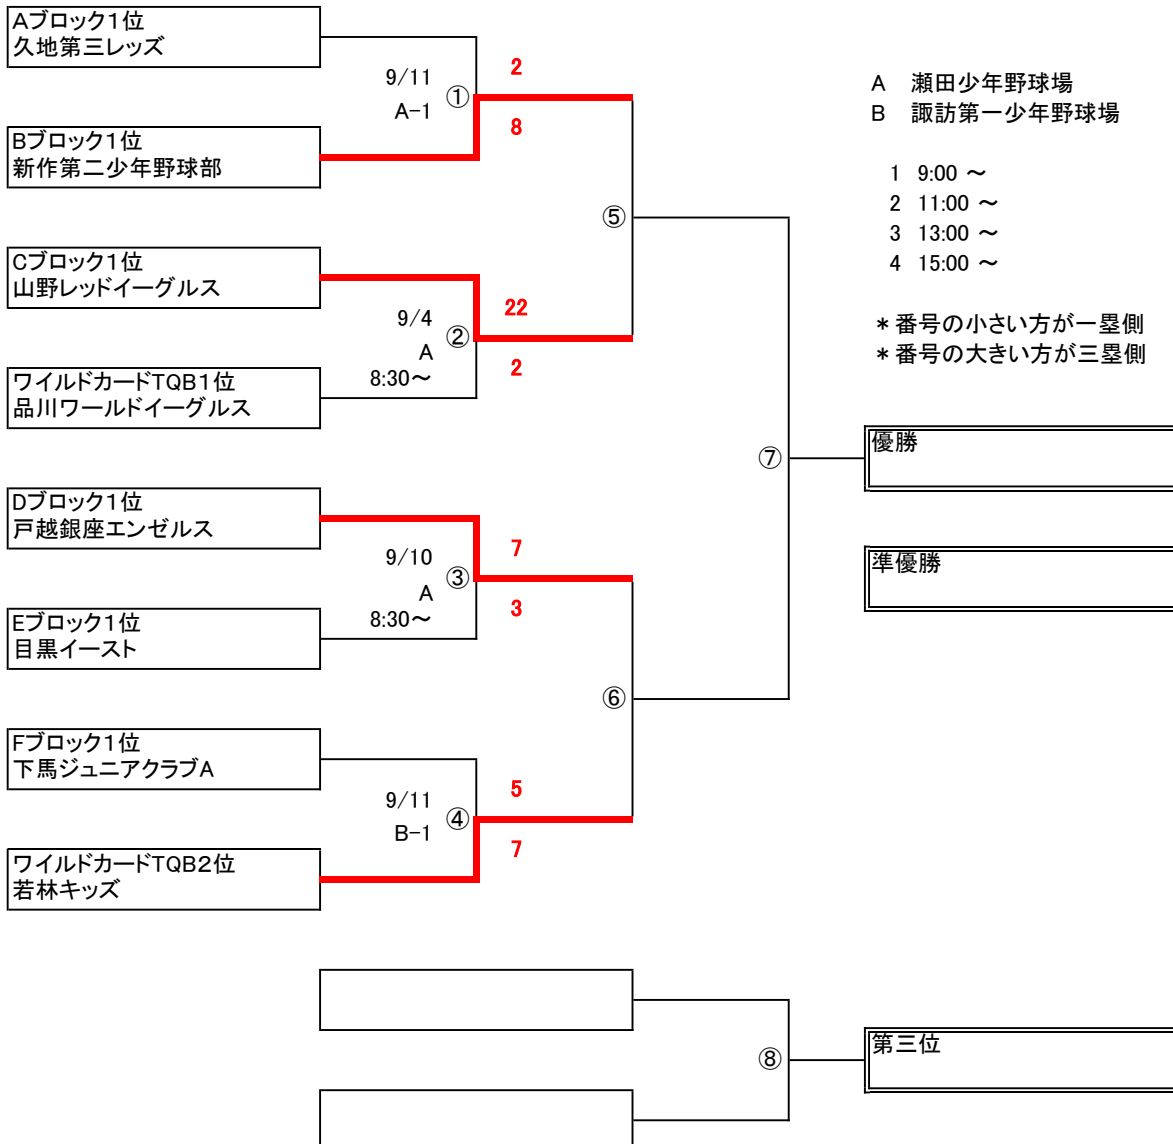 Aブロック1位
久地第三レッズ
9/11
A-1
①
2
8
Bブロック1位
新作第二少年野球部
A 瀬田少年野球場
B 諏訪第一少年野球場
1 9:00 ～
2 11:00 ～
3 13:00 ～
4 15:00 ～
＊番号の小さい方が一塁側
＊番号の大きい方が三塁側
⑤
Cブロック1位
山野レッドイーグルス
9/4
A
8:30～
②
22
2
ワイルドカードTQB1位
品川ワールドイーグルス
⑦
優勝
準優勝
Dブロック1位
戸越銀座エンゼルス
9/10
A
8:30～
③
7
3
Eブロック1位
目黒イースト
⑥
Fブロック1位
下馬ジュニアクラブA
9/11
B-1
④
5
7
ワイルドカードTQB2位
若林キッズ
⑧
第三位